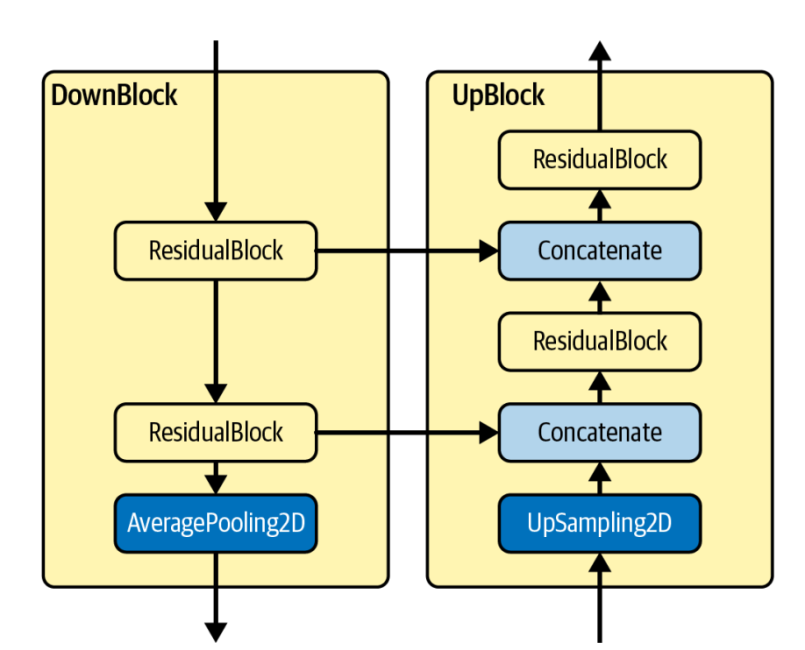 DownBlock
ResidualBlock
ResidualBlock
AveragePooling2D
UpBlock
ResidualBlock
Concatenate
ResidualBlock
Concatenate
UpSampling2D